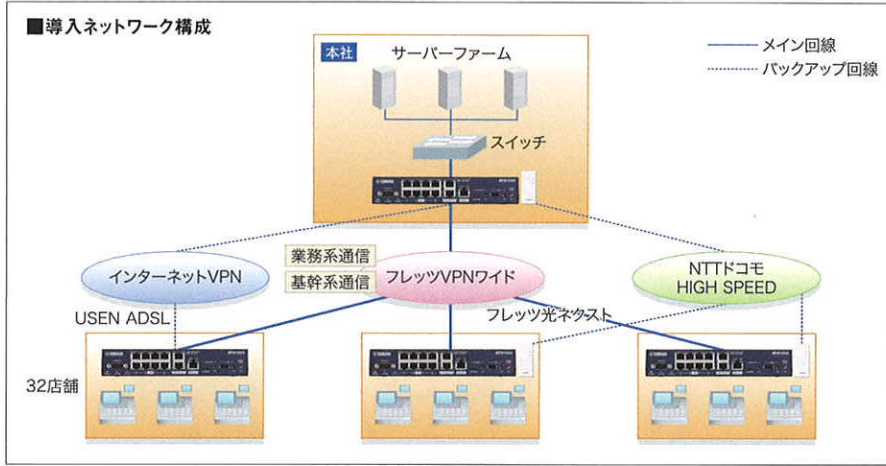 ■導入ネットワーク構成
本社
サーバーファーム
メイン回線
バックアップ回線
スイッチ
YAMAHA
インターネットVPN
業務系通信
基幹系通信
フレッツVPNワイド
NTTドコモ
HIGH SPEED
USEN ADSL
フレッツ光ネクスト
32店舗
YAMAHA
YAMAHA
YAMAHA